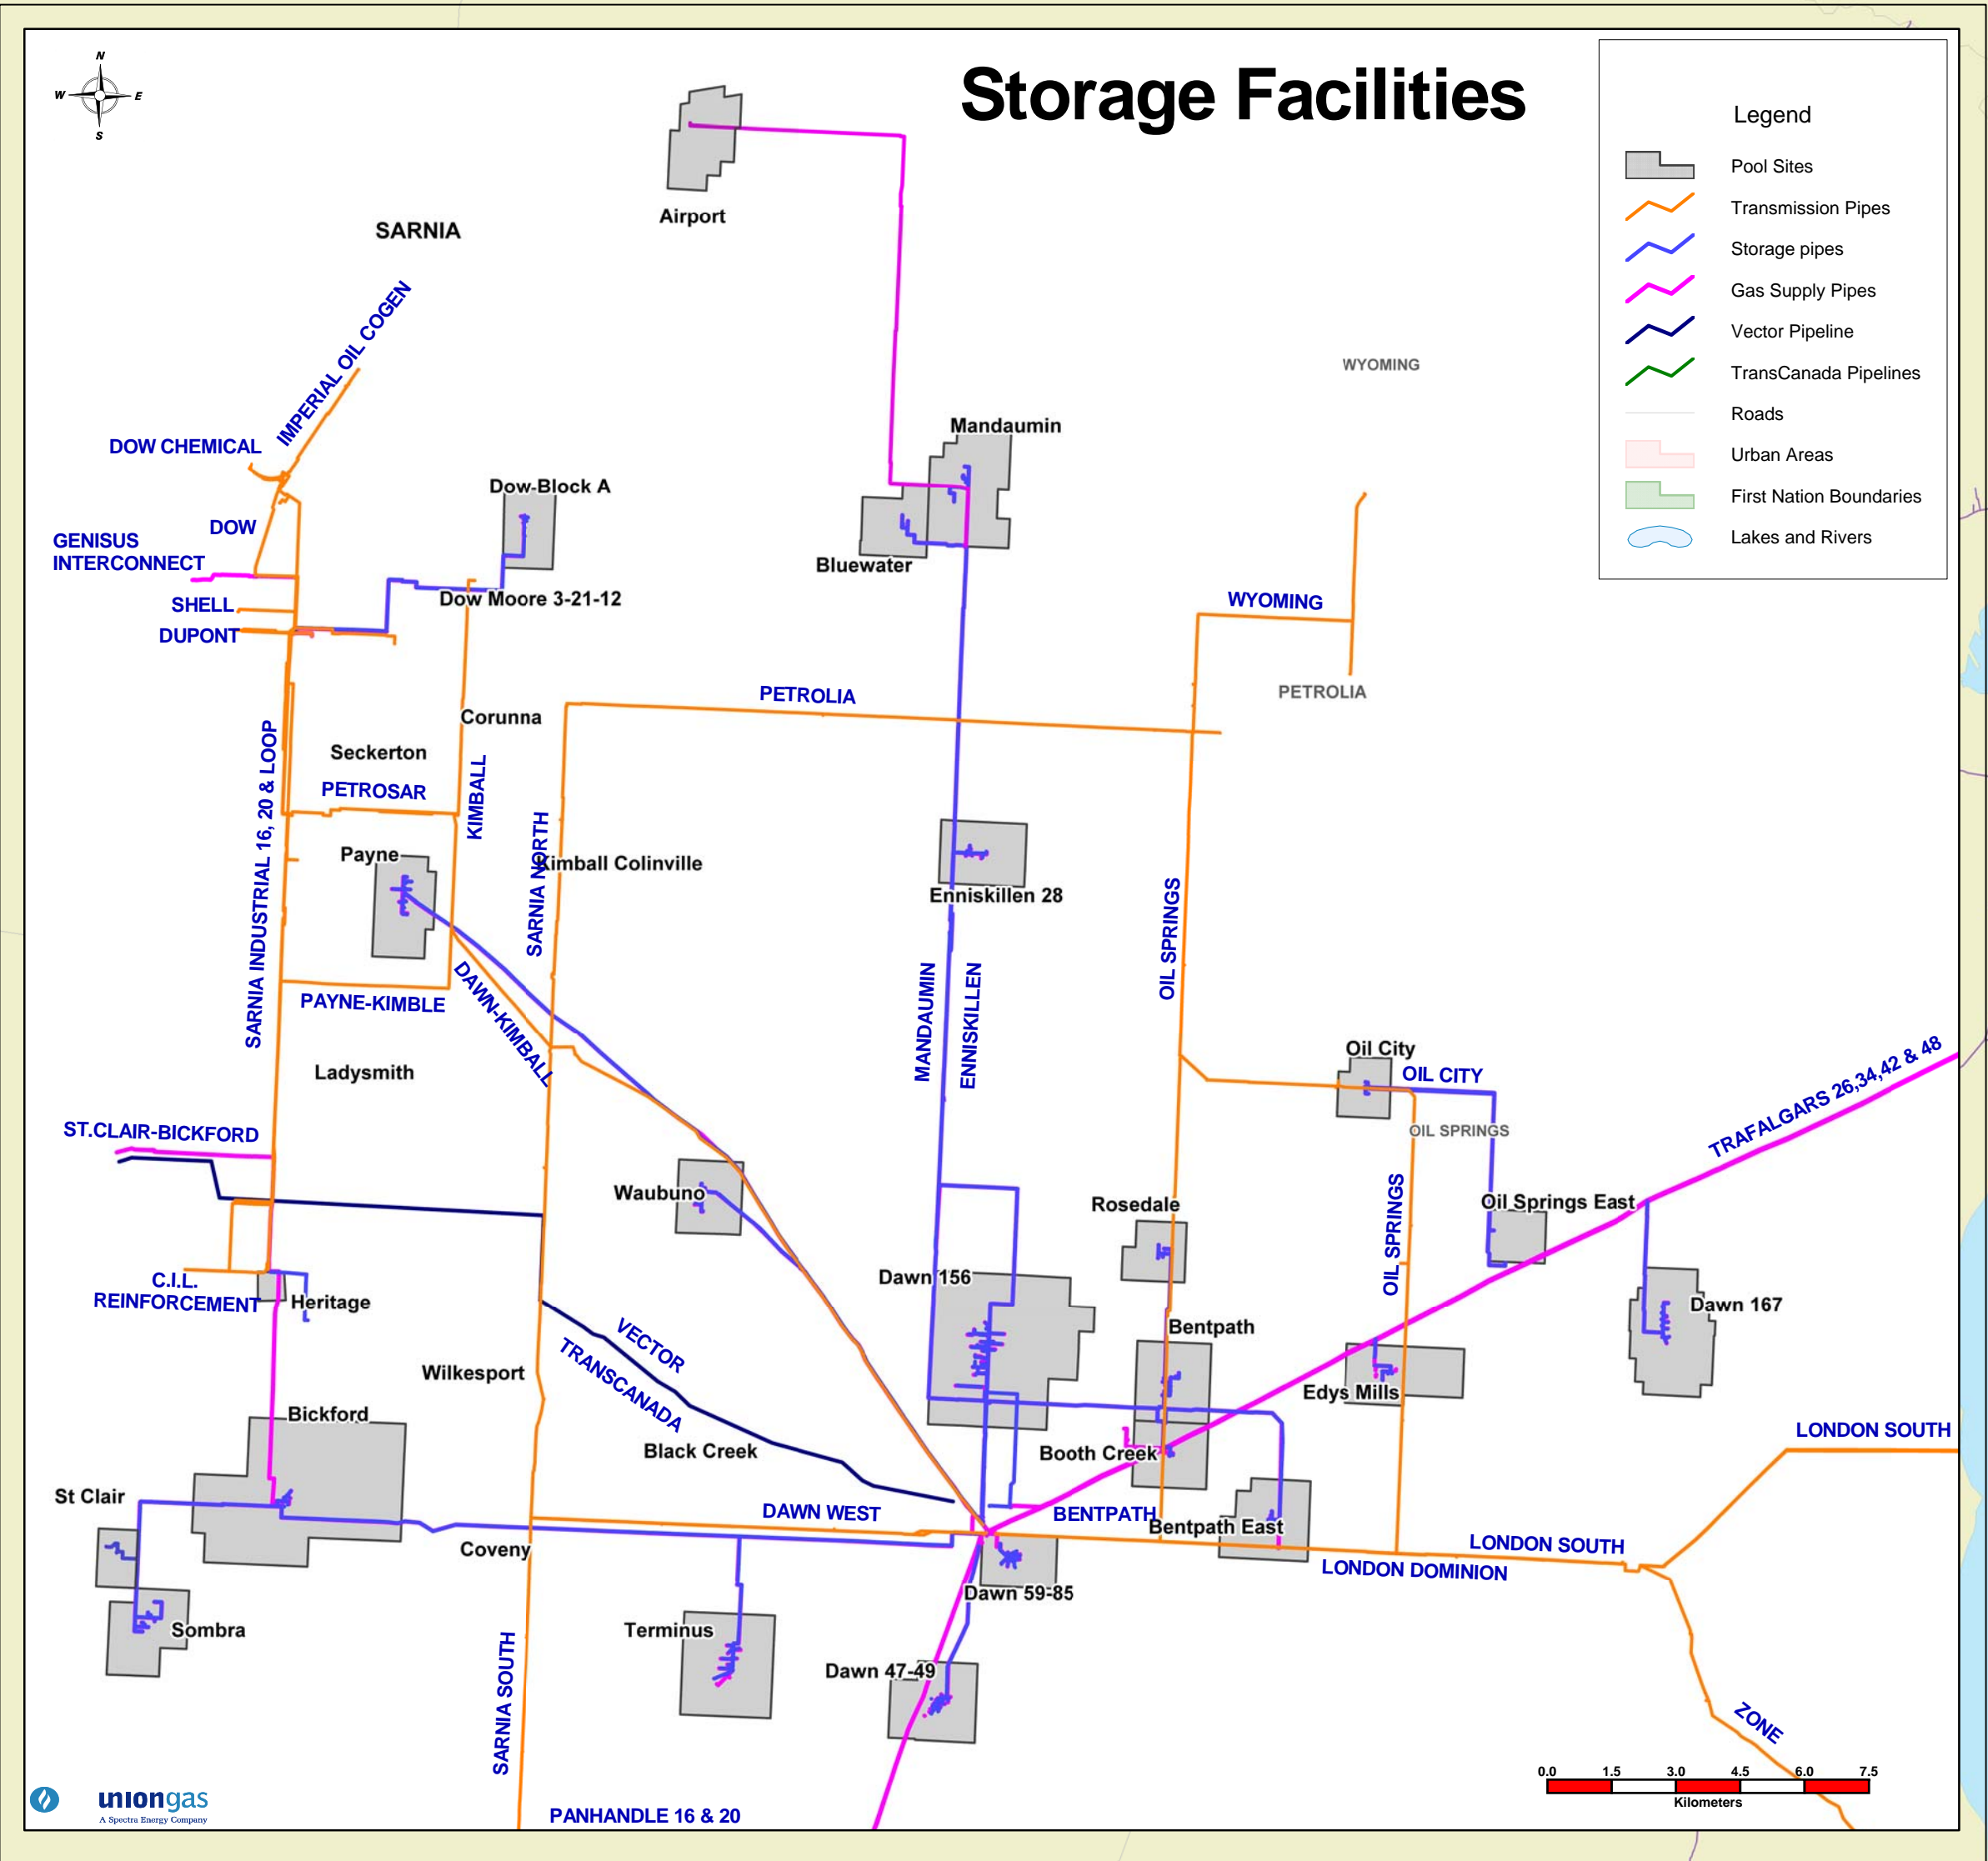 Storage Facilities
N
W
E
S
Legend
Pool Sites
Transmission Pipes
Storage pipes
Gas Supply Pipes
Vector Pipeline
TransCanada Pipelines
Roads
Urban Areas
First Nation Boundaries
Lakes and Rivers
Airport
SARNIA
IMPERIAL OIL COGEN
WYOMING
Mandaumin
DOW CHEMICAL
Dow Block A
DOW
GENISUS
INTERCONNECT
Bluewater
SHELL
Dow Moore 3-21-12
WYOMING
DUPONT
PETROLIA
PETROLIA
Corunna
Seckerton
SARNIA INDUSTRIAL 16, 20 & LOOP
PETROSAR
KIMBALL
SARNIA NORTH
Payne
Kimball Colinville
Enniskillen 28
OIL SPRINGS
PAYNE-KIMBLE
DAWN-KIMBALL
MANDAUMIN
ENNISKILLEN
Ladysmith
Oil City
OIL CITY
TRAFALGARS 26,34,42 & 48
ST.CLAIR-BICKFORD
OIL SPRINGS
Waubuno
Rosedale
OIL SPRINGS
Oil Springs East
C.I.L.
REINFORCEMENT
Heritage
Dawn 156
Dawn 167
Bentpath
VECTOR
TRANSCANADA
Wilkesport
Edys Mills
Bickford
LONDON SOUTH
Black Creek
Booth Creek
St Clair
DAWN WEST
BENTPATH
Bentpath East
Coveny
LONDON SOUTH
LONDON DOMINION
Dawn 59-85
Sombra
Terminus
Dawn 47-49
SARNIA SOUTH
ZONE
0.0 1.5 3.0 4.5 6.0 7.5
Kilometers
uniongas
A Spectra Energy Company
PANHANDLE 16 & 20